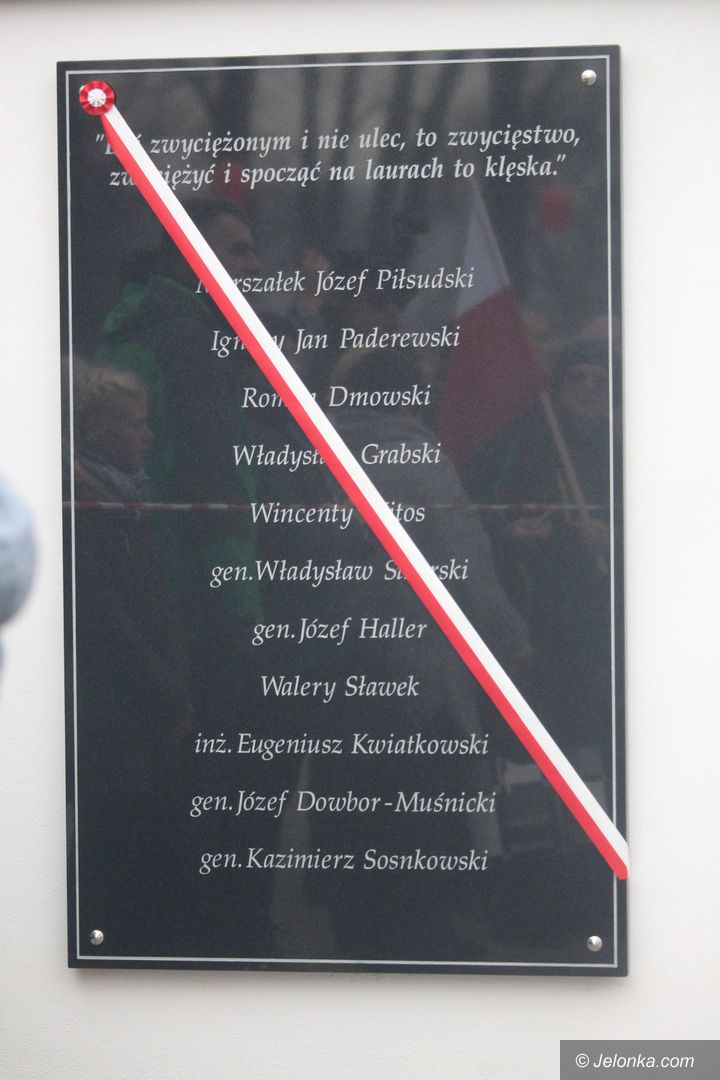 zwyciężonym i nie ulec, to zwycięstwo,
i spocząć na laurach to klęska."
Józef Piłsudski
Jan Paderewski
Dmowski
Grabski
Wincenty
gen. Władysław
gen. Józef Haller
Walery Sławek
inż. Eugeniusz Kwiatkowski
gen. Józef Dowbor-Muśnicki
gen. Kazimierz Sosnkowski
© Jelonka.com